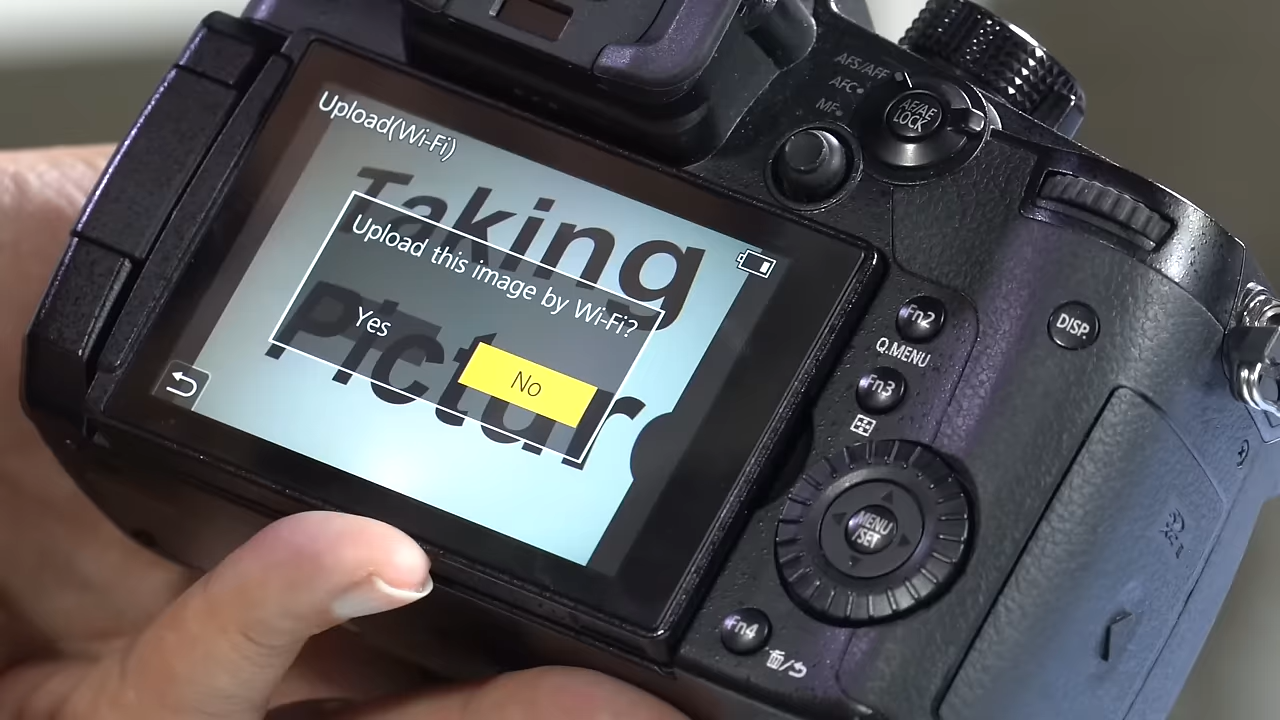 Upload(Wi-Fi)
Taking
Upload this image by Wi-Fi?
Yes
No
AFS/AFF
AFC
MF
AF/AE
LOCK
Fn2
Q.MENU
DISP.
Fn3
MENU
/SET
Fn4